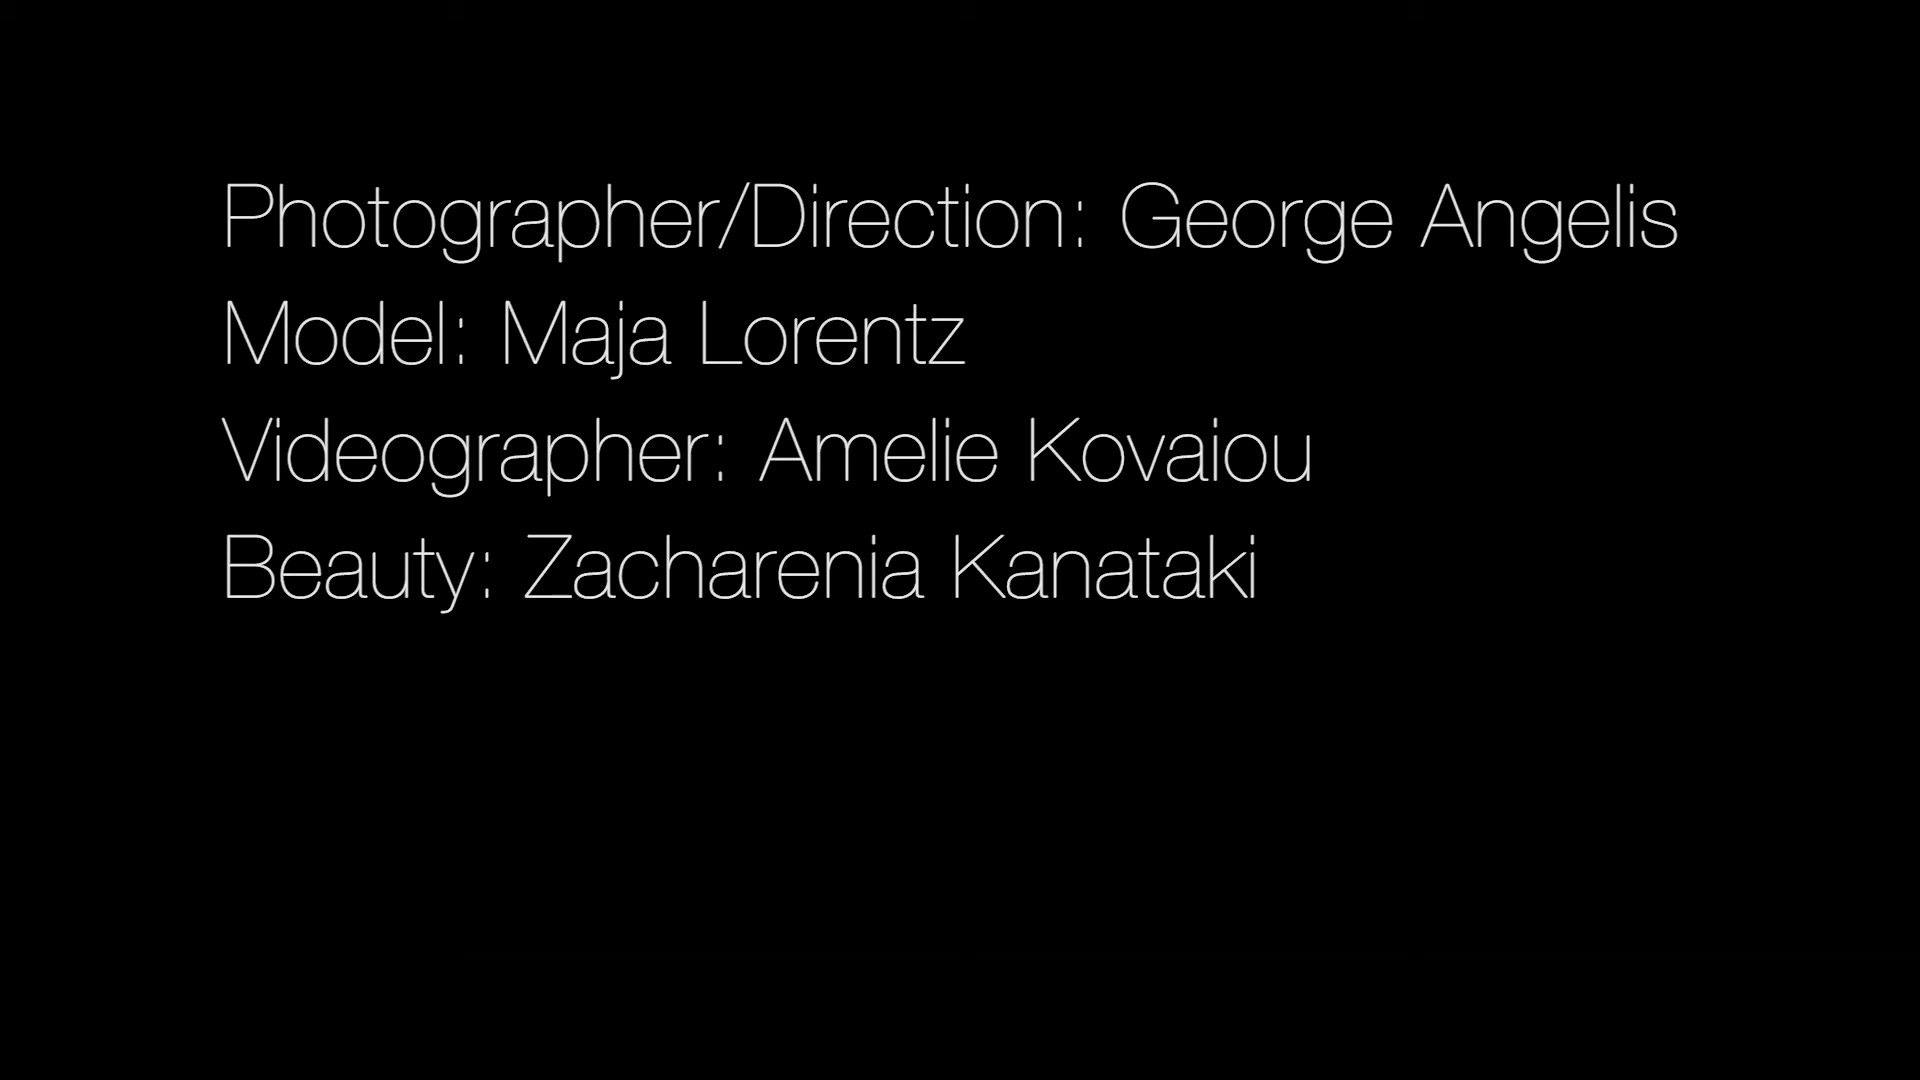 Photographer/Direction: George Angelis
Model: Maja Lorentz
Videographer: Amelie Kovaiou
Beauty: Zacharenia Kanataki